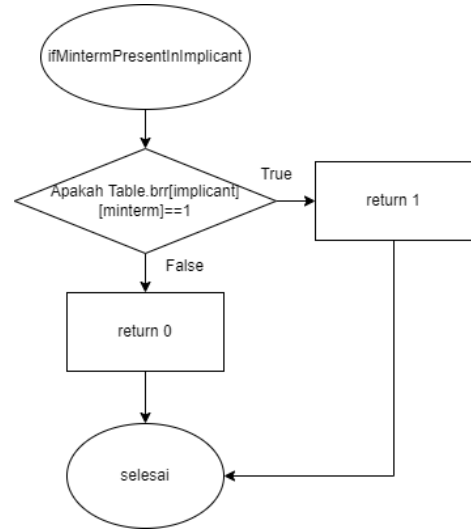 ifMintermPresentInImplicant
Apakah Table.brr[implicant]
[minterm]==1
True
return 1
False
return 0
selesai